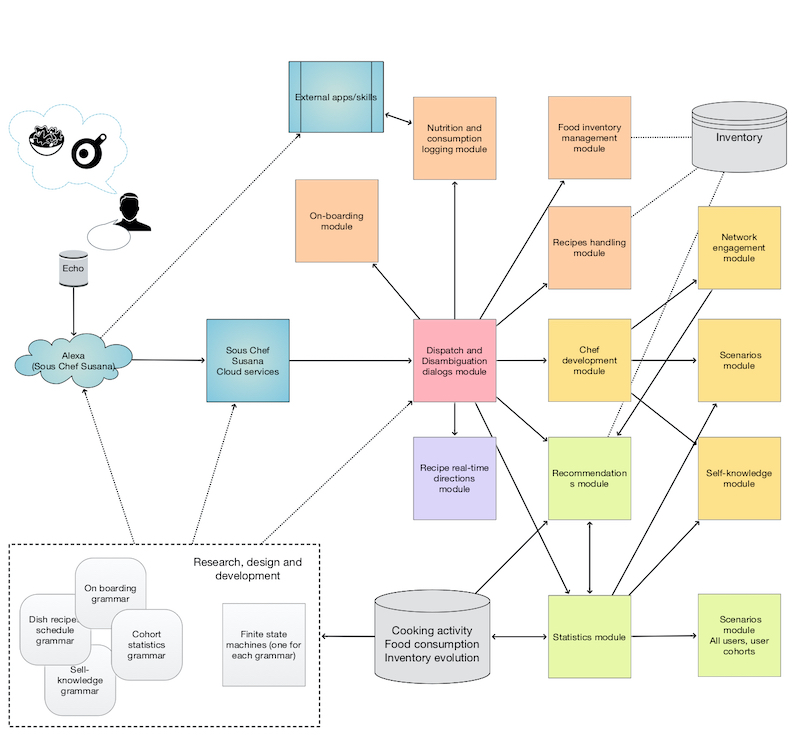 External apps/skills
Nutrition and
consumption
logging module
Food inventory
management
module
Inventory
On-boarding
module
Recipes handling
module
Network
engagement
module
Echo
Alexa
(Sous Chef Susana)
Sous Chef
Susana
Cloud services
Dispatch and
Disambiguation
dialogs module
Chef
development
module
Scenarios
module
Recipe real-time
directions
module
Recommendation
s module
Self-knowledge
module
Research, design and
development
On boarding
grammar
Dish recipe
schedule
grammar
Cohort
statistics
grammar
Self-
knowledge
grammar
Finite state
machines (one for
each grammar)
Cooking activity
Food consumption
Inventory evolution
Statistics module
Scenarios
module
All users, user
cohorts